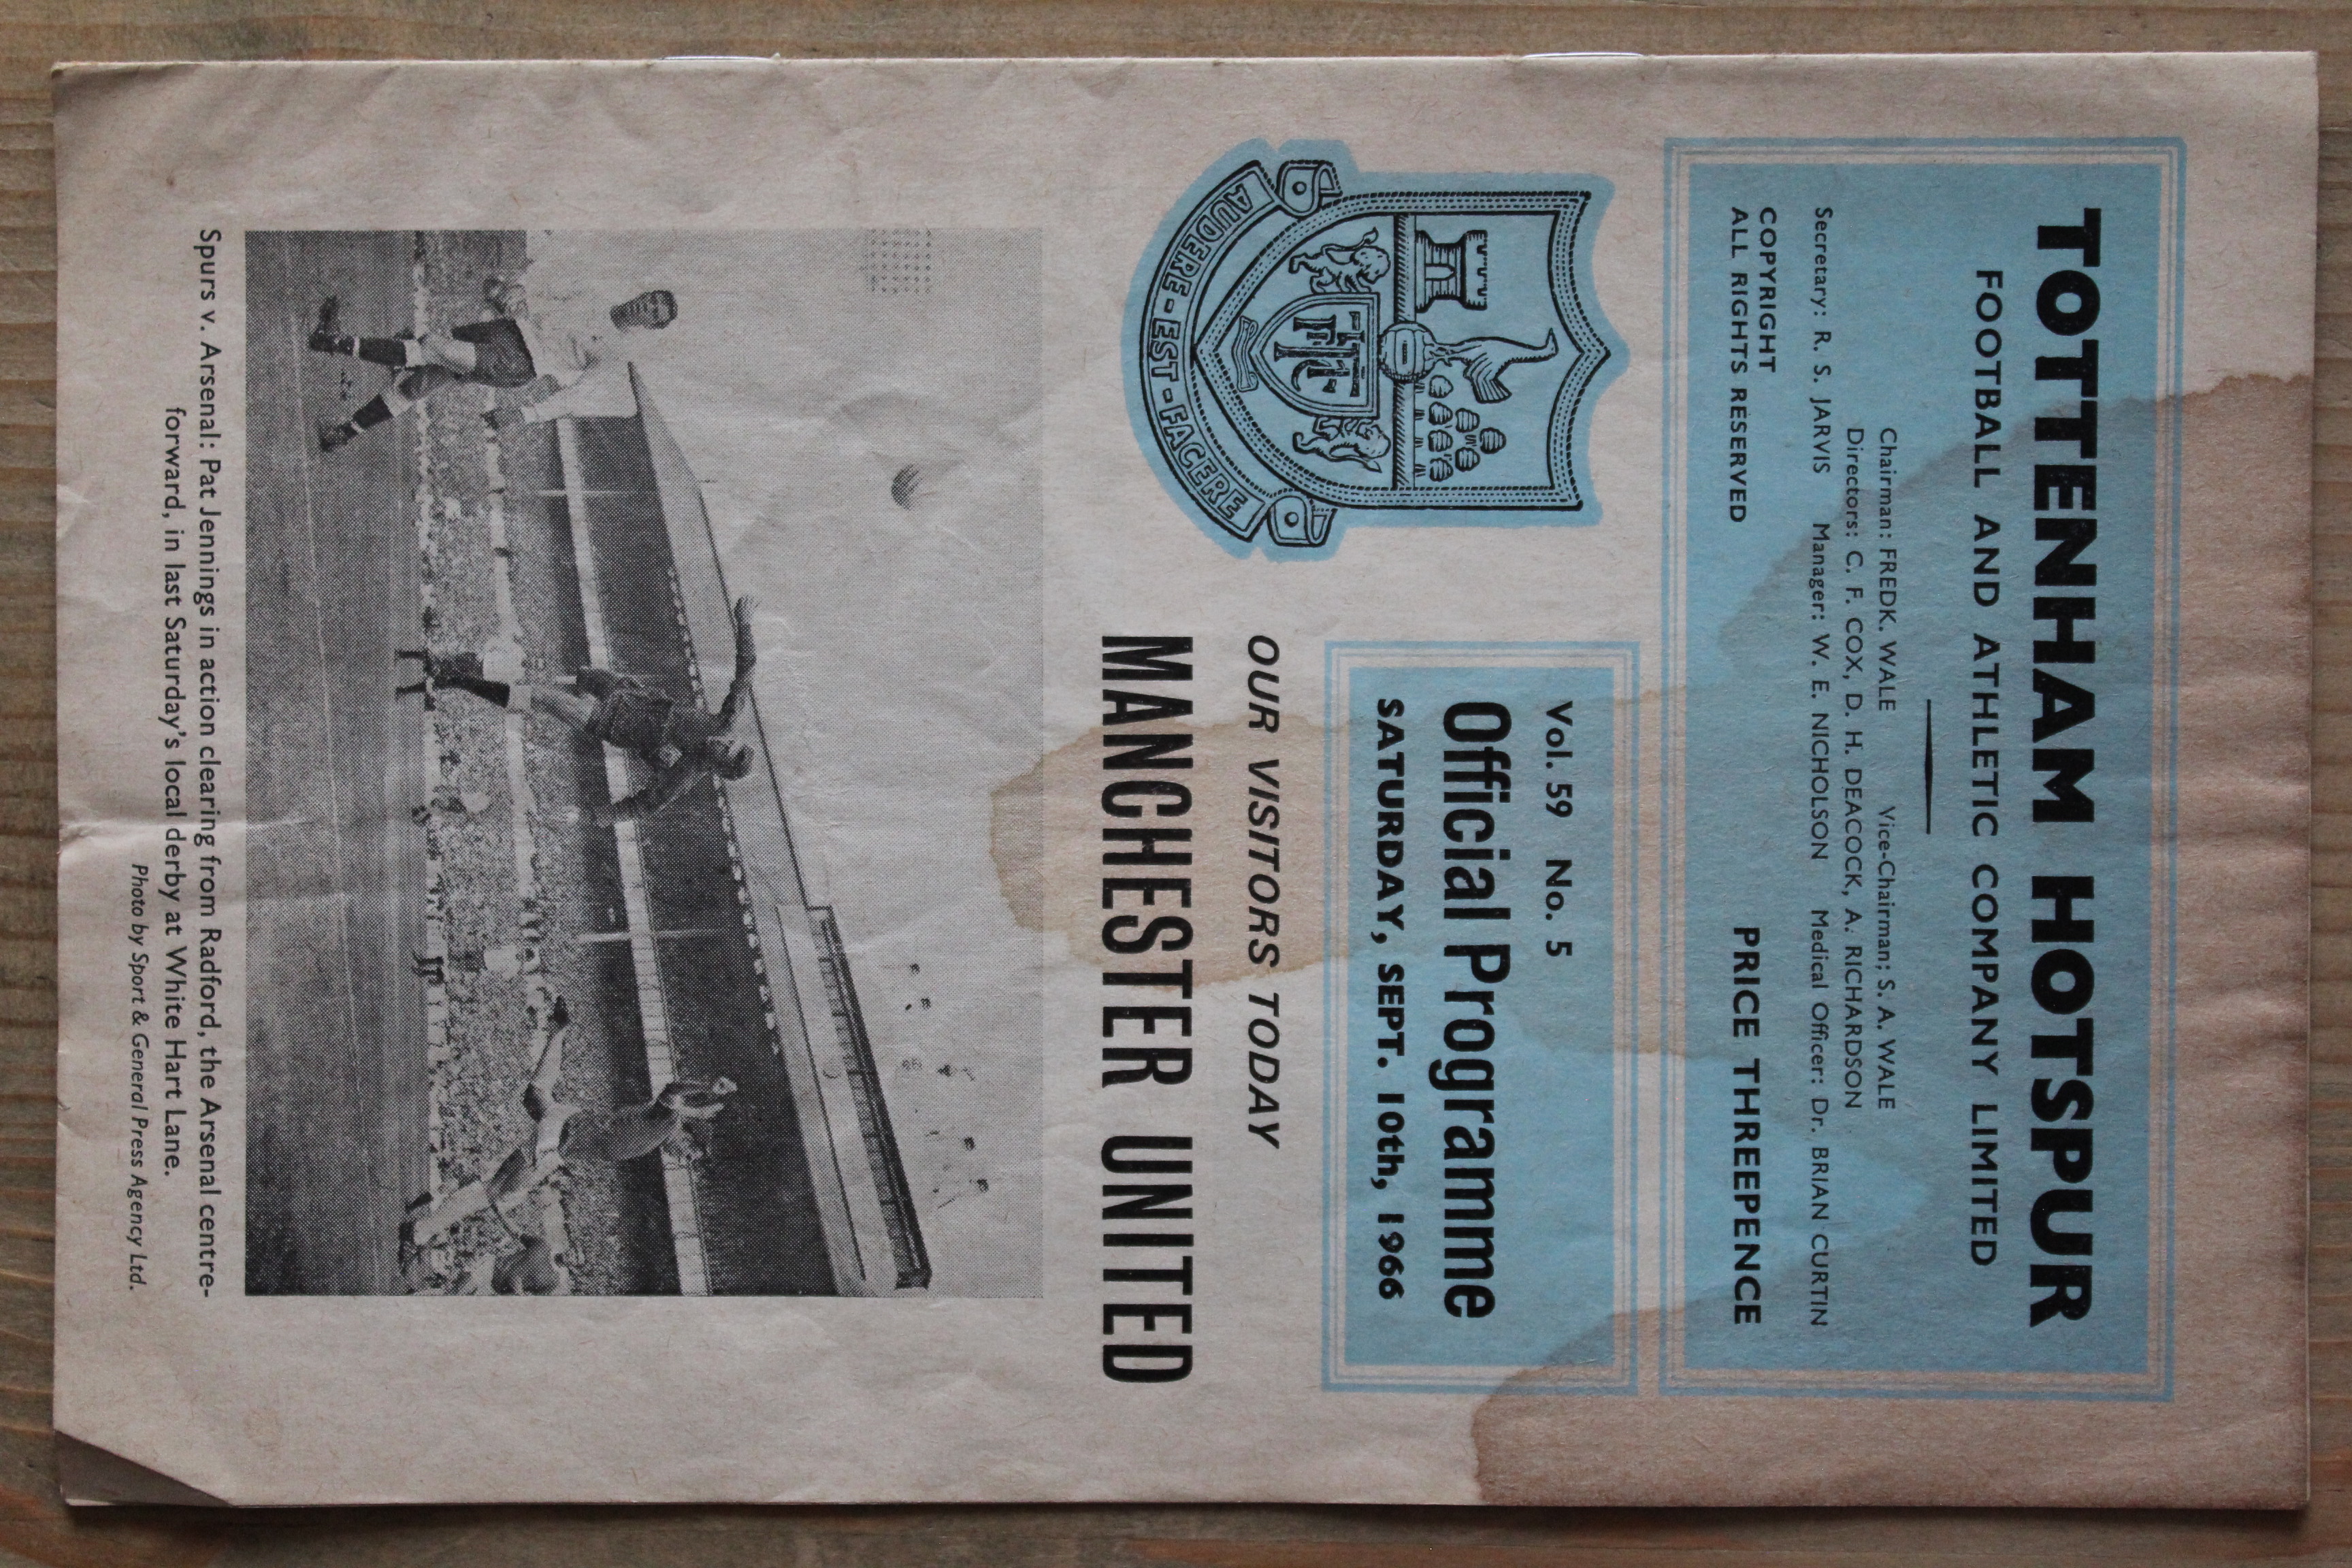 TOTTENHAM HOTSPUR
FOOTBALL AND ATHLETIC COMPANY LIMITED
Chairman: FREDK. WALE Vice-Chairman; S. A. WALE
Directors: C. F. COX, D. H. DEACOCK, A. RICHARDSON
Secretary: R. S. JARVIS Manager: W. E. NICHOLSON Medical Officer: Dr. BRIAN CURTIN
COPYRIGHT
ALL RIGHTS RESERVED
PRICE THREEPENCE
AUDERE · EST · FACERE
Vol. 59 No. 5
Official Programme
SATURDAY, SEPT. 10th, 1966
OUR VISITORS TODAY
MANCHESTER UNITED
Spurs v. Arsenal: Pat Jennings in action clearing from Radford, the Arsenal centre-
forward, in last Saturday's local derby at White Hart Lane.
Photo by Sport & General Press Agency Ltd.